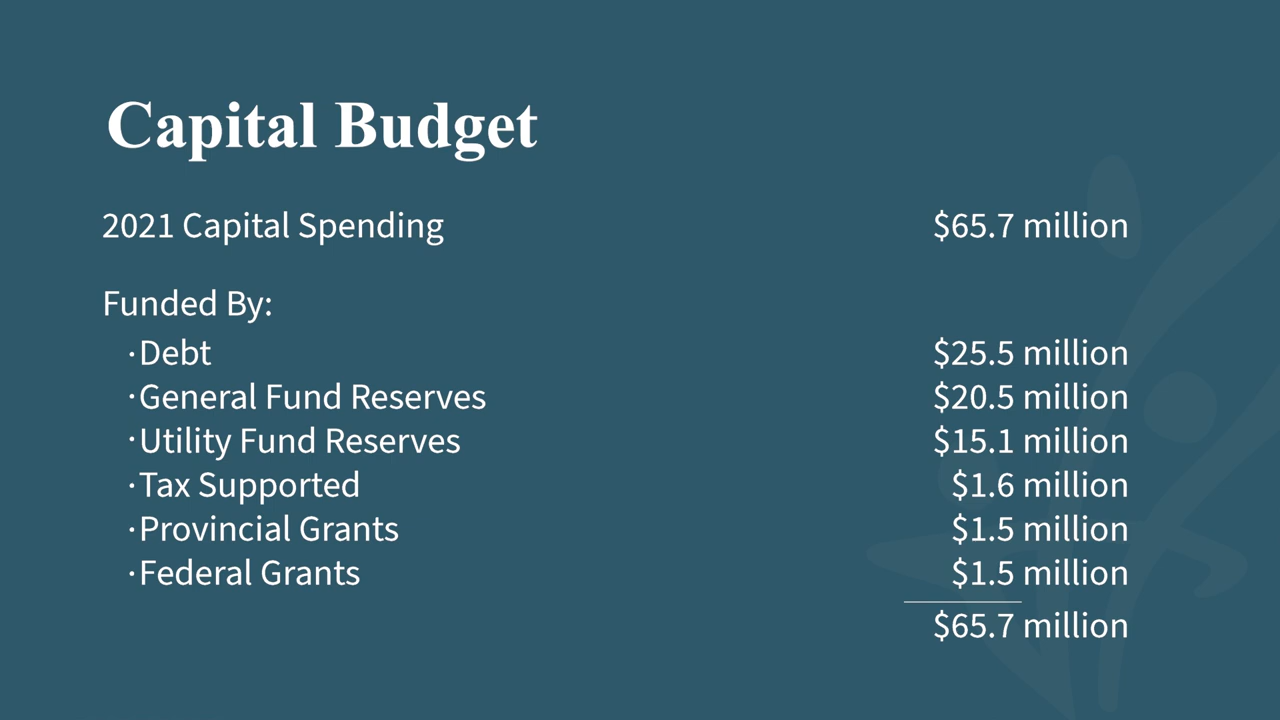 Capital Budget
2021 Capital Spending $65.7 million
Funded By:
·Debt $25.5 million
·General Fund Reserves $20.5 million
·Utility Fund Reserves $15.1 million
·Tax Supported $1.6 million
·Provincial Grants $1.5 million
·Federal Grants $1.5 million
$65.7 million